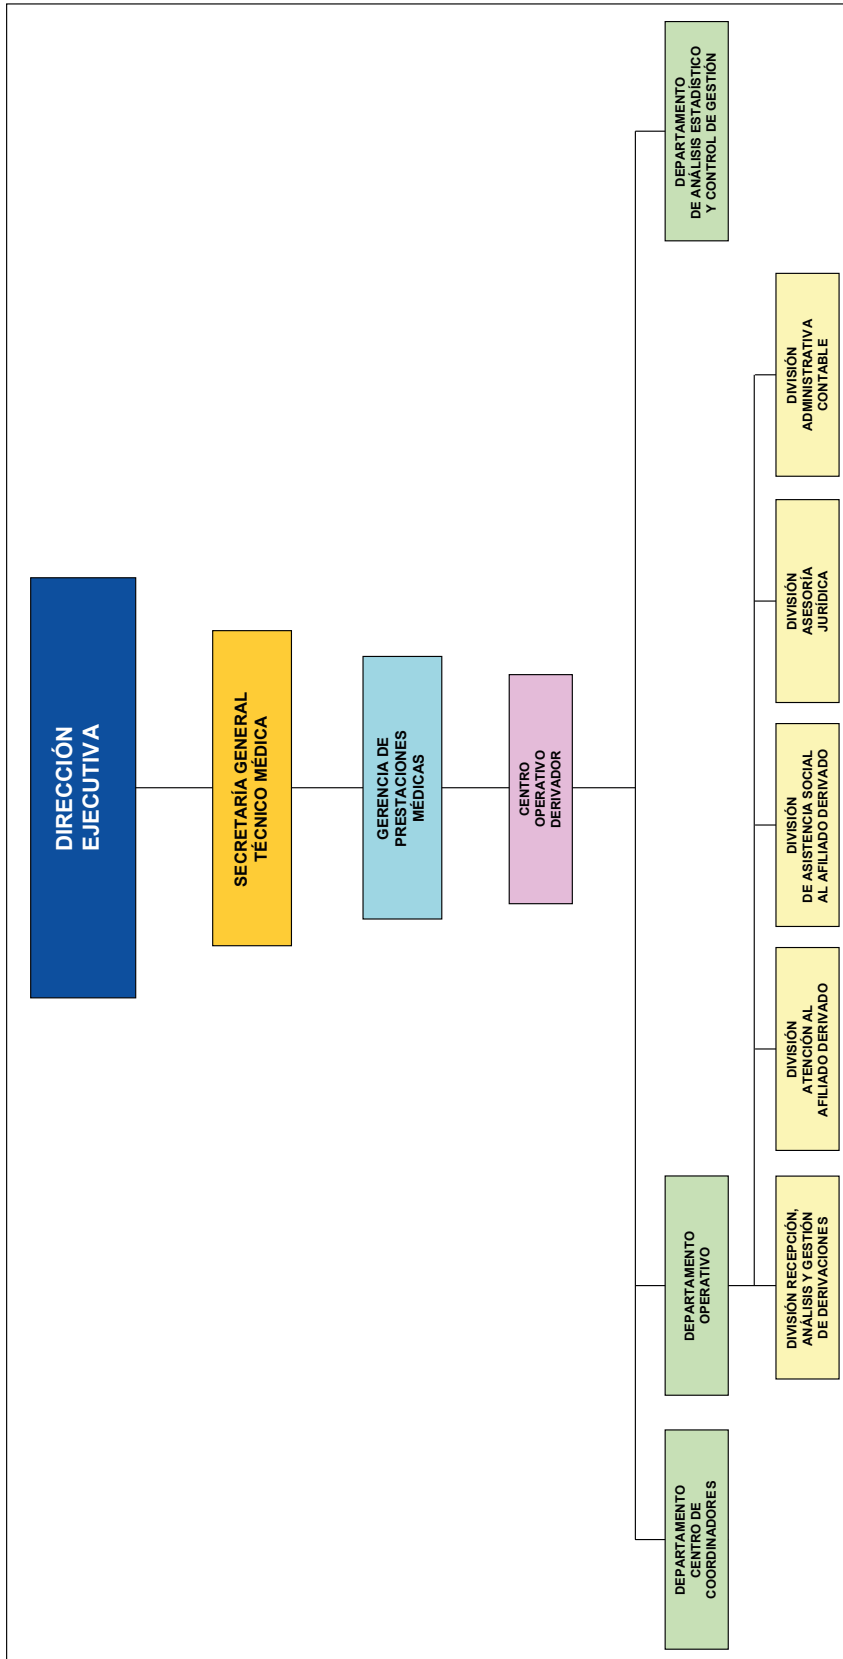 DIRECCIÓN
EJECUTIVA
SECRETARÍA GENERAL
TÉCNICO MÉDICA
GERENCIA DE
PRESTACIONES
MÉDICAS
CENTRO
OPERATIVO
DERIVADOR
DEPARTAMENTO
CENTRO DE
COORDINADORES
DEPARTAMENTO
OPERATIVO
DEPARTAMENTO
DE ANÁLISIS ESTADÍSTICO
Y CONTROL DE GESTIÓN
DIVISIÓN RECEPCIÓN,
ANÁLISIS Y GESTIÓN
DE DERIVACIONES
DIVISIÓN
ATENCIÓN AL
AFILIADO DERIVADO
DIVISIÓN
DE ASISTENCIA SOCIAL
AL AFILIADO DERIVADO
DIVISIÓN
ASESORÍA
JURÍDICA
DIVISIÓN
ADMINISTRATIVA
CONTABLE